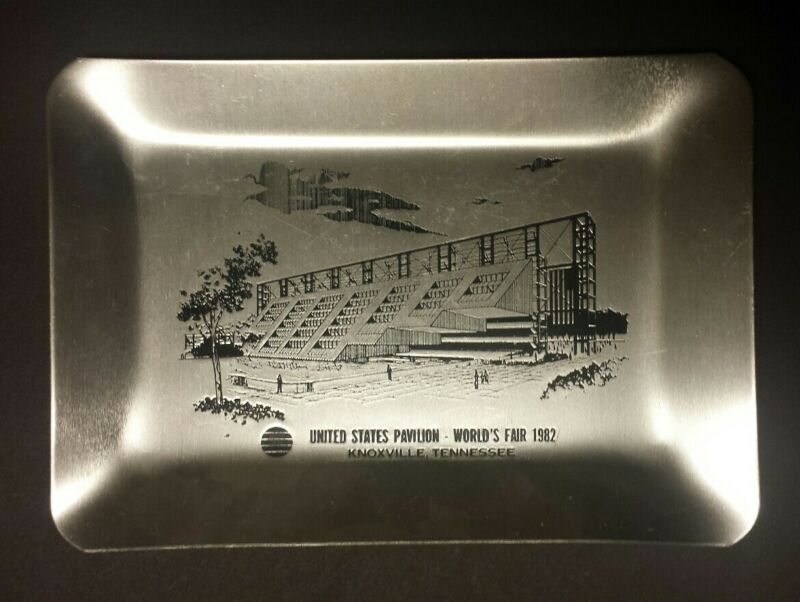 UNITED STATES PAVILION - WORLD'S FAIR 1982
KNOXVILLE, TENNESSEE